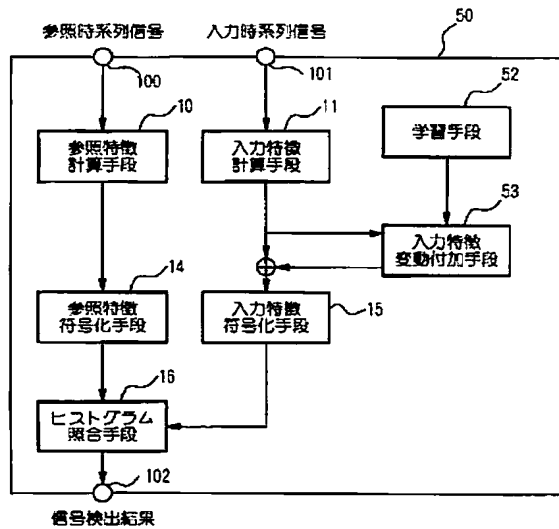 参照時系列信号
入力時系列信号
50
100
101
52
10
11
参照特徴
計算手段
入力特徴
計算手段
学習手段
53
入力特徴
変動付加手段
14
15
参照特徴
符号化手段
入力特徴
符号化手段
16
ヒストグラム
照合手段
102
信号検出結果